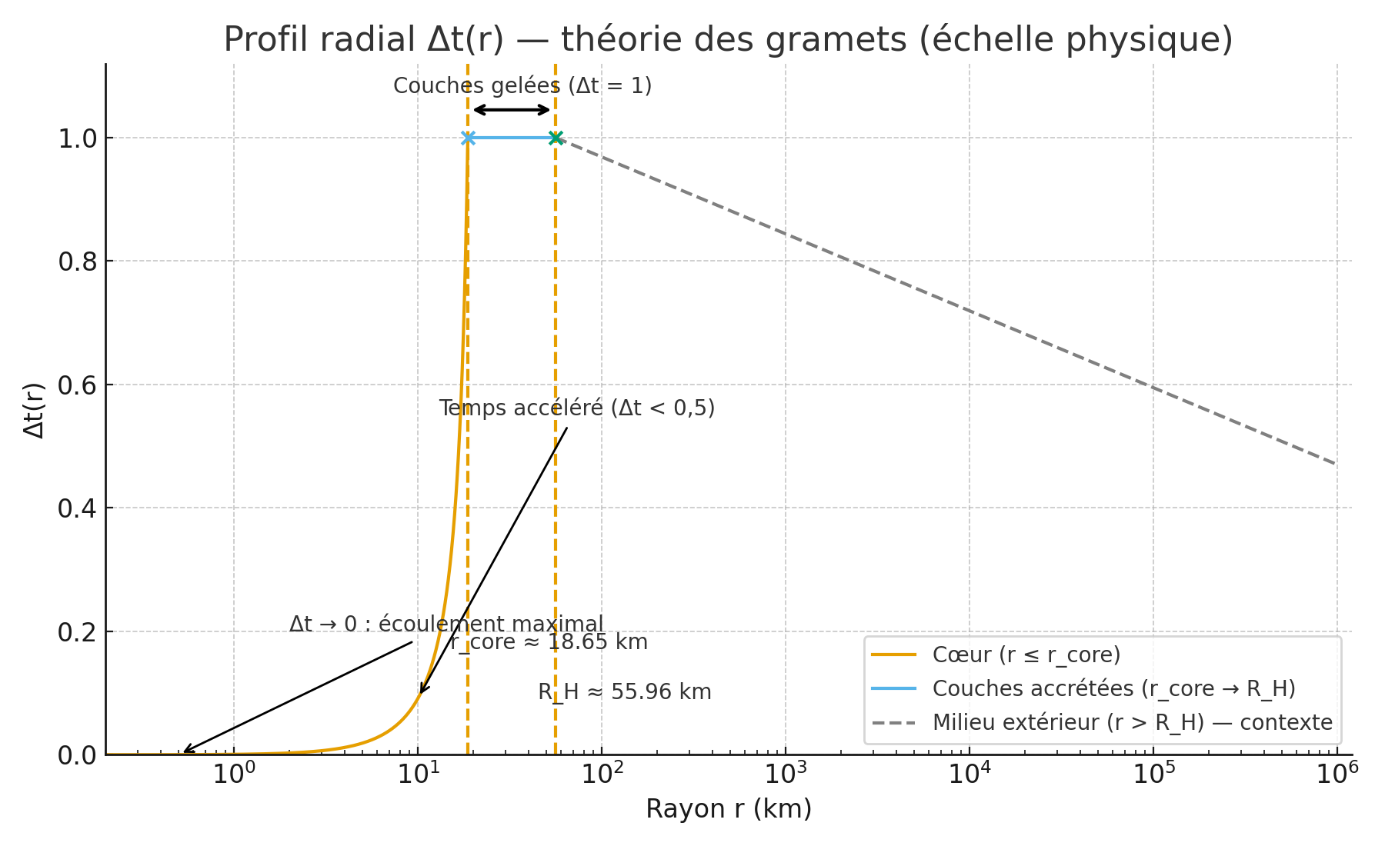 Profil radial Δt(r) — théorie des gramets (échelle physique)
Couches gelées (Δt = 1)
1.0
0.8
0.6
Temps accéléré (Δt < 0,5)
Δt(r)
0.4
0.2
Δt → 0 : écoulement maximal
r_core ≈ 18.65 km
R_H ≈ 55.96 km
0.0
Cœur (r ≤ r_core)
Couches accrétées (r_core → R_H)
Milieu extérieur (r > R_H) — contexte
10⁰ 10¹ 10² 10³ 10⁴ 10⁵ 10⁶
Rayon r (km)